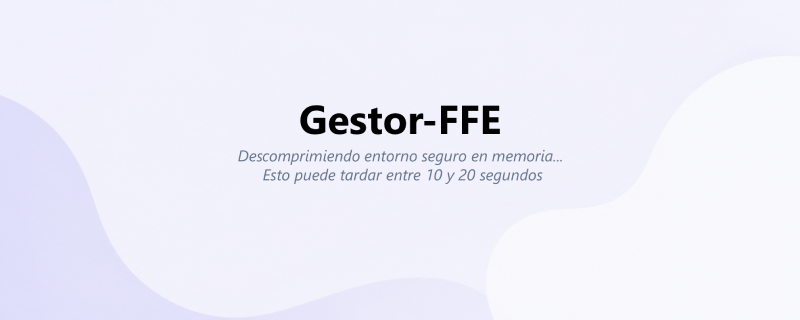 Gestor-FFE
Descomprimiendo entorno seguro en memoria...
Esto puede tardar entre 10 y 20 segundos